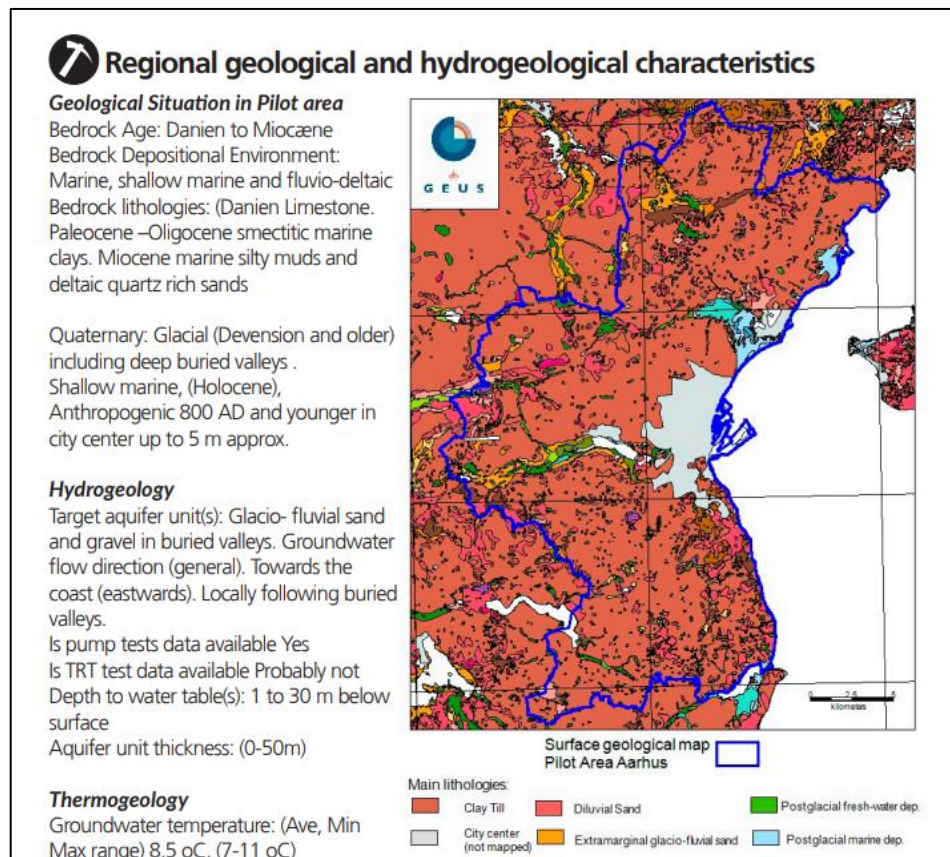 Regional geological and hydrogeological characteristics
Geological Situation in Pilot area
Bedrock Age: Danien to Miocæne
Bedrock Depositional Environment:
Marine, shallow marine and fluvio-deltaic
Bedrock lithologies: (Danien Limestone.
Paleocene –Oligocene smectitic marine
clays. Miocene marine silty muds and
deltaic quartz rich sands
Quaternary: Glacial (Devension and older)
including deep buried valleys .
Shallow marine, (Holocene),
Anthropogenic 800 AD and younger in
city center up to 5 m approx.
Hydrogeology
Target aquifer unit(s): Glacio- fluvial sand
and gravel in buried valleys. Groundwater
flow direction (general). Towards the
coast (eastwards). Locally following buried
valleys.
Is pump tests data available Yes
Is TRT test data available Probably not
Depth to water table(s): 1 to 30 m below
surface
Aquifer unit thickness: (0-50m)
Thermogeology
Groundwater temperature: (Ave, Min
Max range) 8.5 oC, (7-11 oC)
GEUS
0 2.5 5
kilometes
Surface geological map
Pilot Area Aarhus
Main lithologies:
Clay Till
Diluvial Sand
Postglacial fresh-water dep.
City center
(not mapped)
Extramarginal glacio-fluvial sand
Postglacial marine dep.